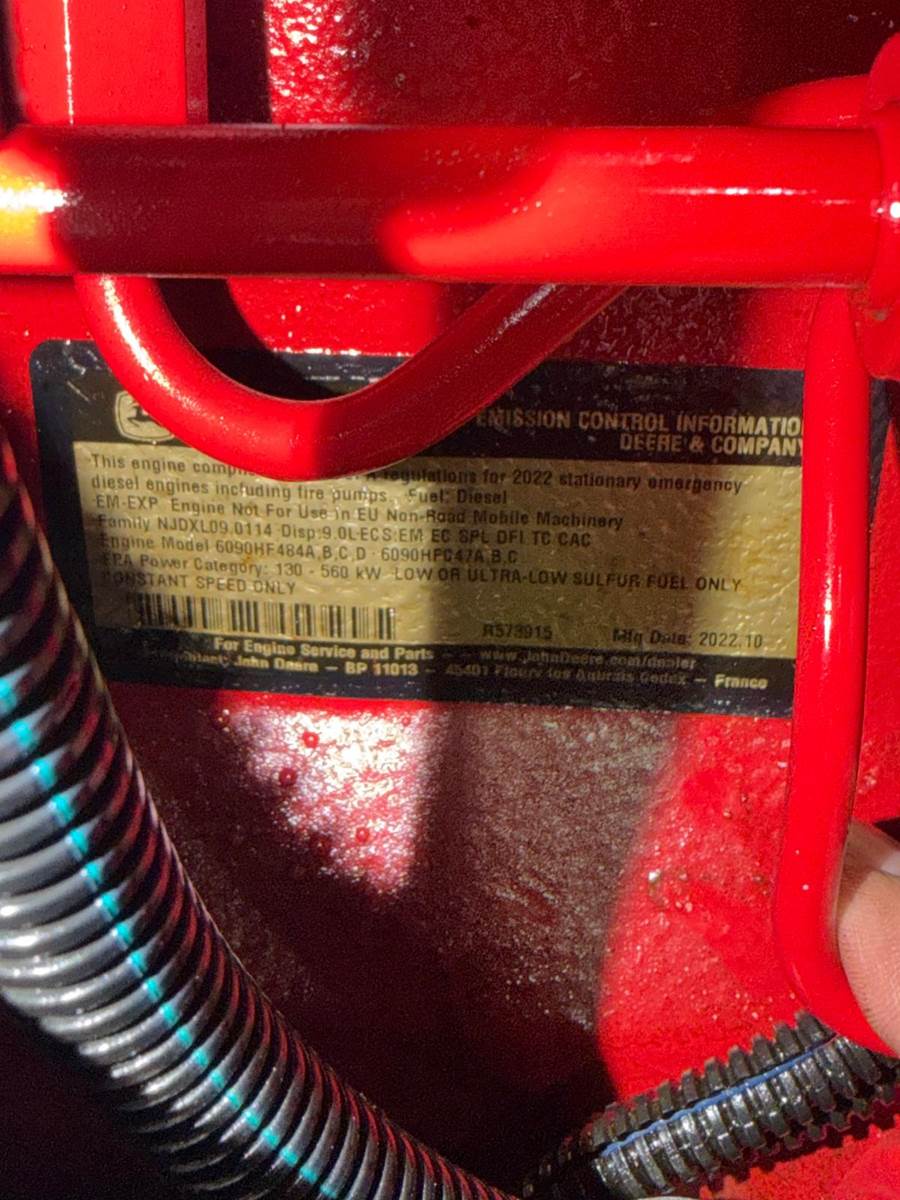 EMISSION CONTROL INFORMATIO
DEERE & COMPANY
This engine compl regulations for 2022 stationary emergency
diesel engines including fire pumps. Fuel: Diesel
EM-EXP Engine Not For Use in EU Non-Road Mobile Machinery
Family NJDXL09.0114 Disp:9.0L ECS:EM EC SPL DFI TC CAC
Engine Model 6090HF484A,B,C,D 6090HFC47A,B,C
EPA Power Category: 130 - 560 kW LOW OR ULTRA-LOW SULFUR FUEL ONLY
CONSTANT SPEED ONLY
R573915 Mfg Date: 2022.10
For Engine Service and Parts - www.JohnDeere.com/dealer
John Deere - BP 11013 - 45401 Fleury les Aubrais Cedex - France